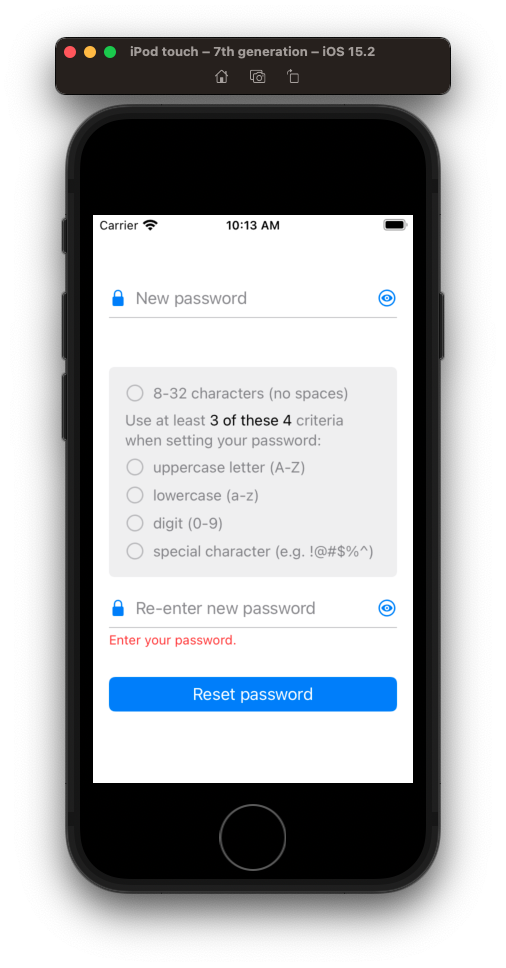 iPod touch – 7th generation – iOS 15.2
Carrier 10:13 AM
New password
8-32 characters (no spaces)
Use at least 3 of these 4 criteria
when setting your password:
uppercase letter (A-Z)
lowercase (a-z)
digit (0-9)
special character (e.g. !@#$%^)
Re-enter new password
Enter your password.
Reset password